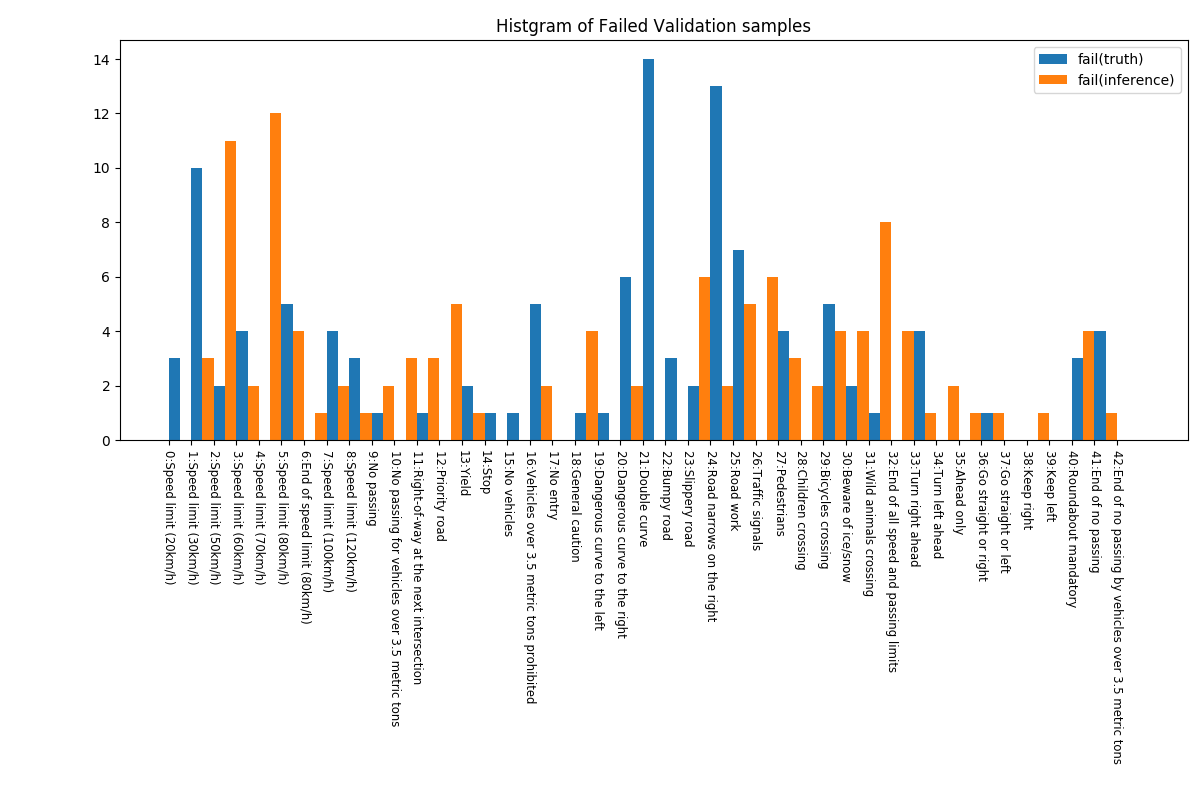 Histgram of Failed Validation samples
fail(truth)
fail(inference)
14
12
10
8
6
4
2
0
0:Speed limit (20km/h)
1:Speed limit (30km/h)
2:Speed limit (50km/h)
3:Speed limit (60km/h)
4:Speed limit (70km/h)
5:Speed limit (80km/h)
6:End of speed limit (80km/h)
7:Speed limit (100km/h)
8:Speed limit (120km/h)
9:No passing
10:No passing for vehicles over 3.5 metric tons
11:Right-of-way at the next intersection
12:Priority road
13:Yield
14:Stop
15:No vehicles
16:Vehicles over 3.5 metric tons prohibited
17:No entry
18:General caution
19:Dangerous curve to the left
20:Dangerous curve to the right
21:Double curve
22:Bumpy road
23:Slippery road
24:Road narrows on the right
25:Road work
26:Traffic signals
27:Pedestrians
28:Children crossing
29:Bicycles crossing
30:Beware of ice/snow
31:Wild animals crossing
32:End of all speed and passing limits
33:Turn right ahead
34:Turn left ahead
35:Ahead only
36:Go straight or right
37:Go straight or left
38:Keep right
39:Keep left
40:Roundabout mandatory
41:End of no passing
42:End of no passing by vehicles over 3.5 metric tons